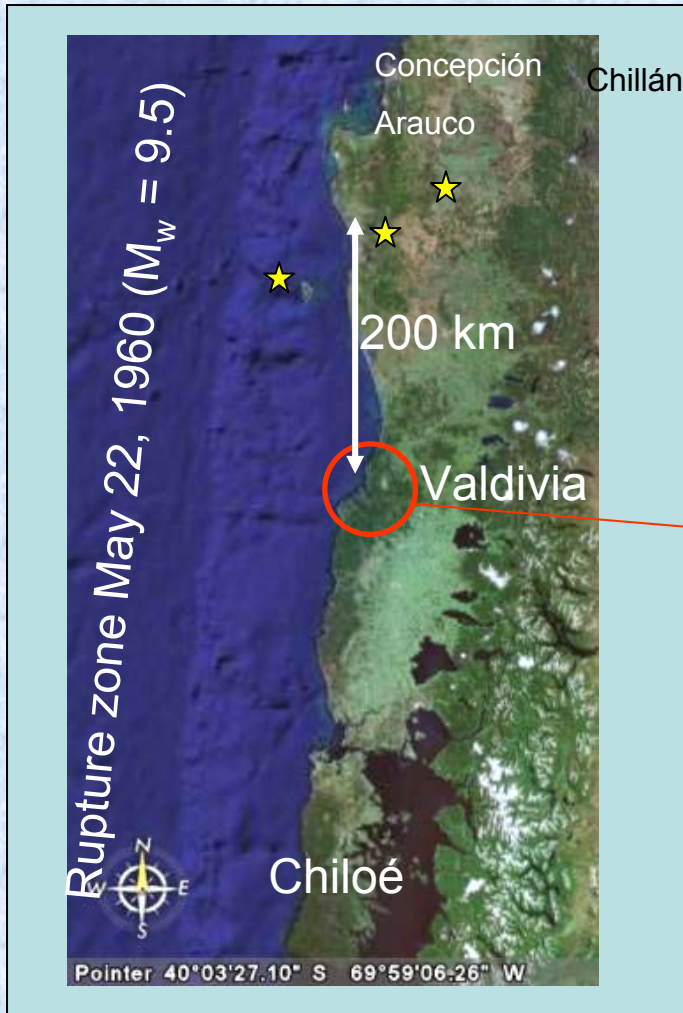 Concepción
Chillán
Arauco
Rupture zone May 22, 1960 (Mw = 9.5)
200 km
Valdivia
N
W E
S
Chiloé
Pointer 40°03'27.10" S 69°59'06.26" W